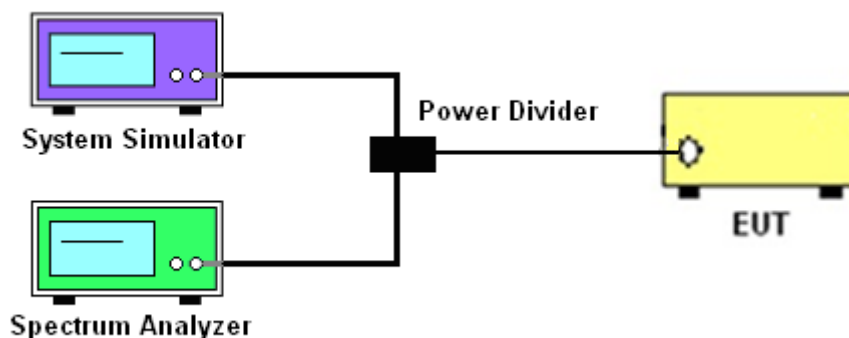 System Simulator
Power Divider
EUT
Spectrum Analyzer